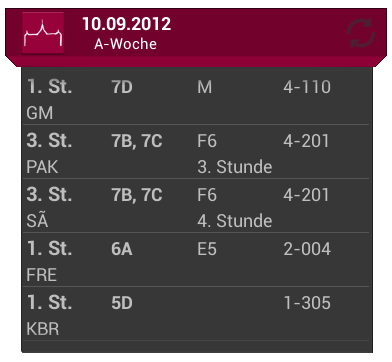 10.09.2012
A-Woche
1. St. 7D M 4-110
GM
3. St. 7B, 7C F6 4-201
PAK 3. Stunde
3. St. 7B, 7C F6 4-201
SÃ 4. Stunde
1. St. 6A E5 2-004
FRE
1. St. 5D 1-305
KBR